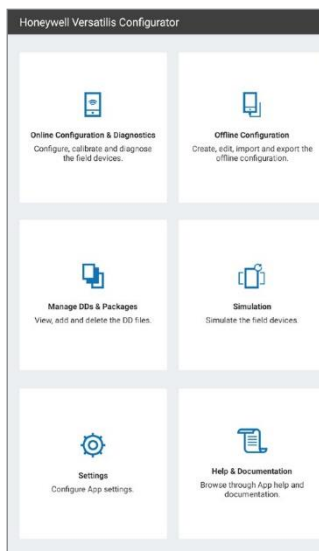 Honeywell Versatilis Configurator
Online Configuration & Diagnostics
Configure, calibrate and diagnose
the field devices.
Offline Configuration
Create, edit, import and export the
offline configuration.
Manage DDs & Packages
View, add and delete the DD files.
Simulation
Simulate the field devices
Settings
Configure App settings.
Help & Documentation
Browse through App help and
documentation.